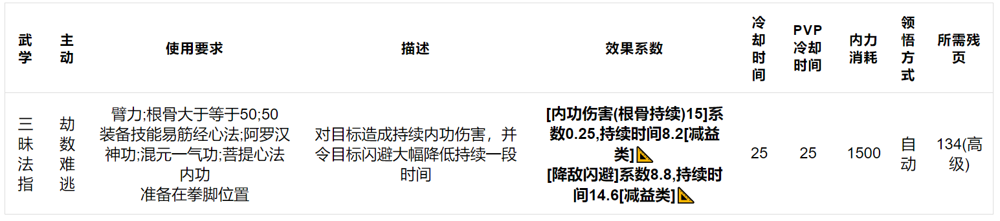 武学
主动
使用要求
描述
效果系数
冷却时间
PVP冷却时间
内力消耗
领悟方式
所需残页
三昧法指
劫数难逃
臂力;根骨大于等于50;50
装备技能易筋经心法;阿罗汉
神功;混元一气功;菩提心法
内功
准备在拳脚位置
对目标造成持续内功伤害，并
令目标闪避大幅降低持续一段
时间
[内功伤害(根骨持续)15]系
数0.25,持续时间8.2[减益
类]
[降敌闪避]系数8.8,持续时
间14.6[减益类]
25
25
1500
自动
134(高
级)